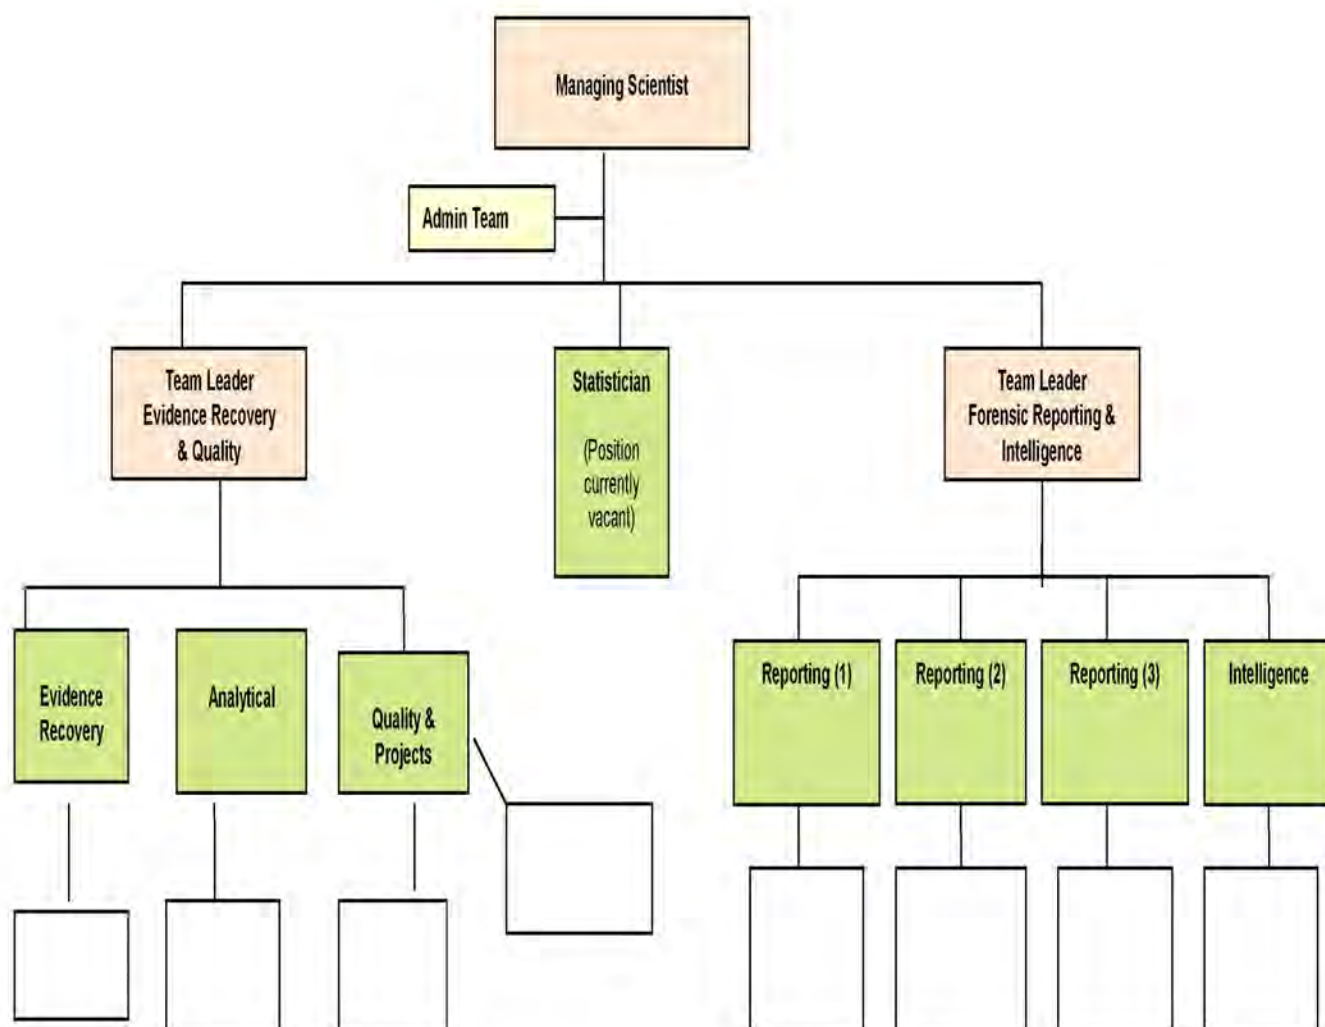 Managing Scientist
Admin Team
Team Leader
Evidence Recovery
& Quality
Statistician
(Position
currently
vacant)
Team Leader
Forensic Reporting &
Intelligence
Evidence
Recovery
Analytical
Quality &
Projects
Reporting (1)
Reporting (2)
Reporting (3)
Intelligence